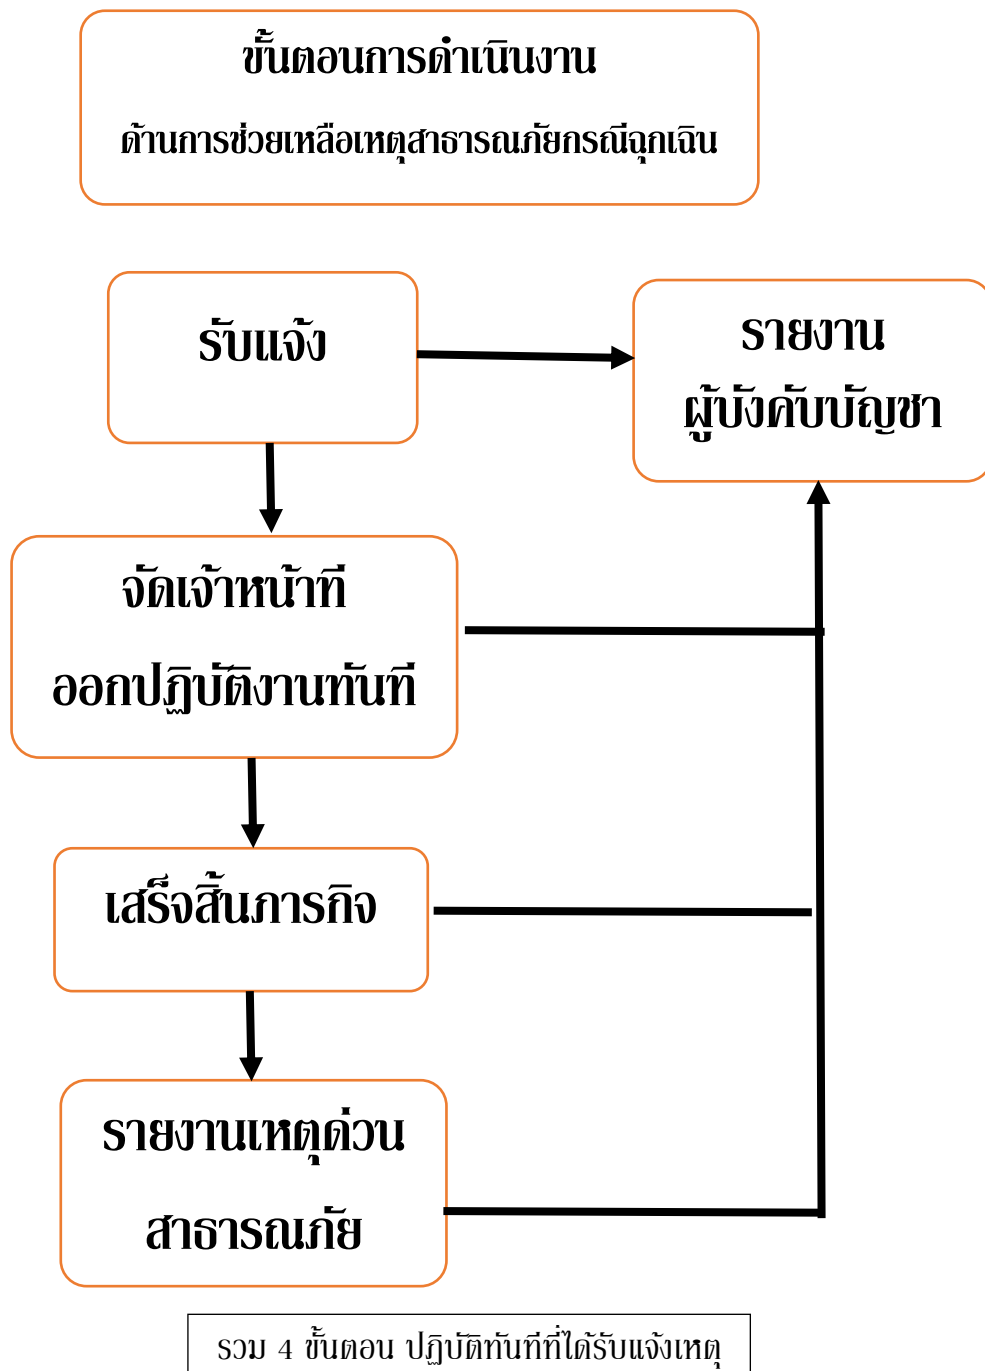 ขั้นตอนการดำเนินงาน
ด้านการช่วยเหลือเหตุสาธารณภัยกรณีฉุกเฉิน
รับแจ้ง
รายงาน
ผู้บังคับบัญชา
จัดเจ้าหน้าที่
ออกปฏิบัติงานทันที
เสร็จสิ้นภารกิจ
รายงานเหตุด่วน
สาธารณภัย
รวม 4 ขั้นตอน ปฏิบัติทันทีที่ได้รับแจ้งเหตุ